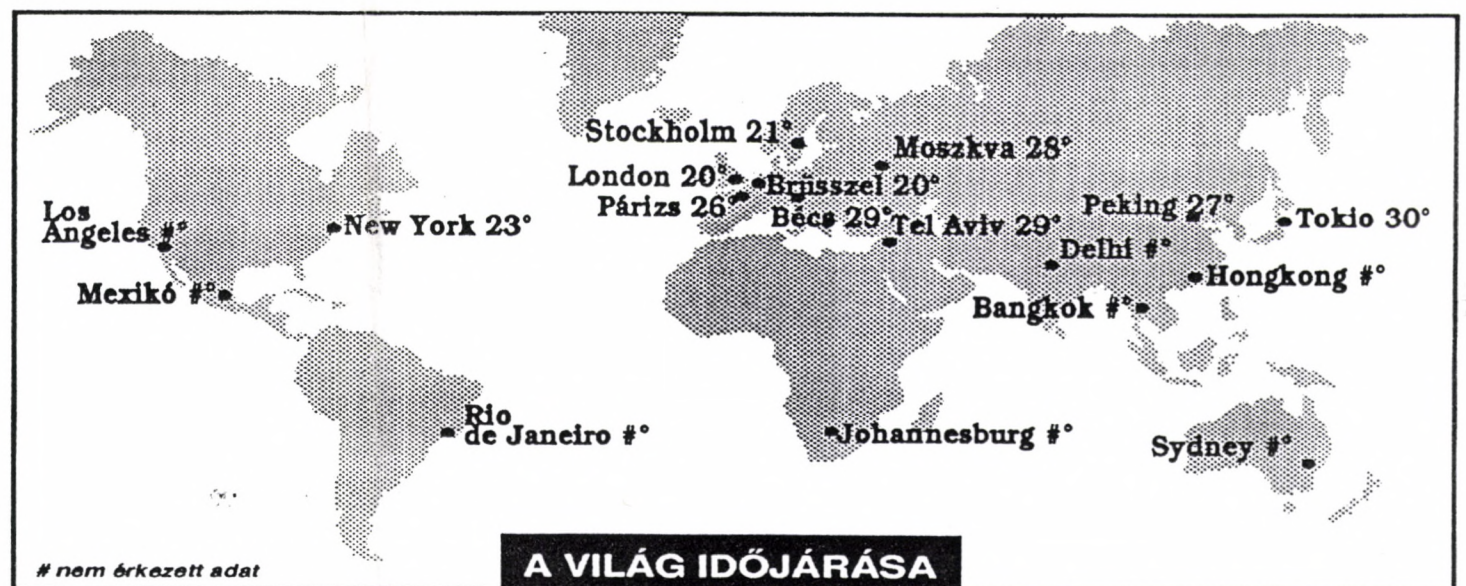 Stockholm 21°
Moszkva 28°
London 20°
Brüsszel 20°
Párizs 26°
Bécs 29°
Tel Aviv 29°
Peking 27°
Tokio 30°
Los
Angeles #°
New York 23°
Delhi #°
Mexikó #°
Hongkong #°
Bangkok #°
Rio
de Janeiro #°
Johannesburg #°
Sydney #°
# nem érkezett adat
A VILÁG IDŐJÁRÁSA